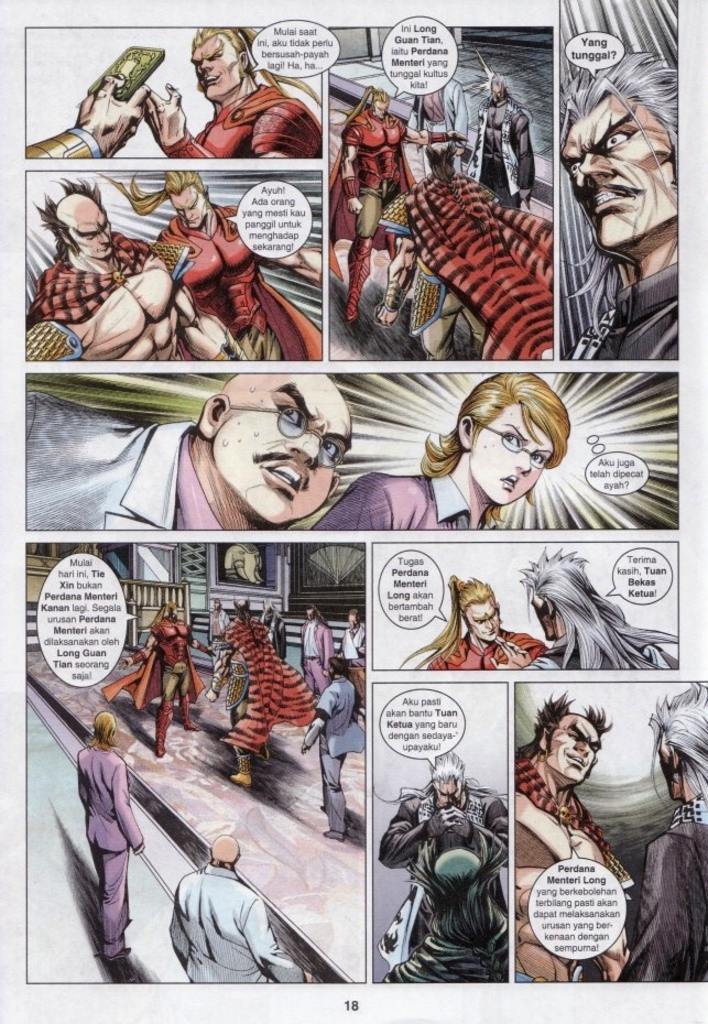 Mulai saat
ini, aku tidak perlu
bersusah-payah
lagi! Ha, ha...
Ini Long
Guan Tian,
iaitu Perdana
Menteri yang
tunggal kultus
kita!
Yang
tunggal?
Ayuh!
Ada orang
yang mesti kau
panggil untuk
menghadap
sekarang!
Aku juga
telah dipecat
ayah?
Mulai
hari ini, Tie
Xin bukan
Perdana Menteri
Kanan lagi. Segala
urusan Perdana
Menteri akan
dilaksanakan oleh
Long Guan
Tian seorang
saja!
Tugas
Perdana
Menteri
Long akan
bertambah
berat!
Terima
kasih, Tuan
Bekas
Ketua!
Aku pasti
akan bantu Tuan
Ketua yang baru
dengan sedaya-
upayaku!
Perdana
Menteri Long
yang berkebolehan
terbilang pasti akan
dapat melaksanakan
urusan yang ber-
kenaan dengan
sempurna!
18